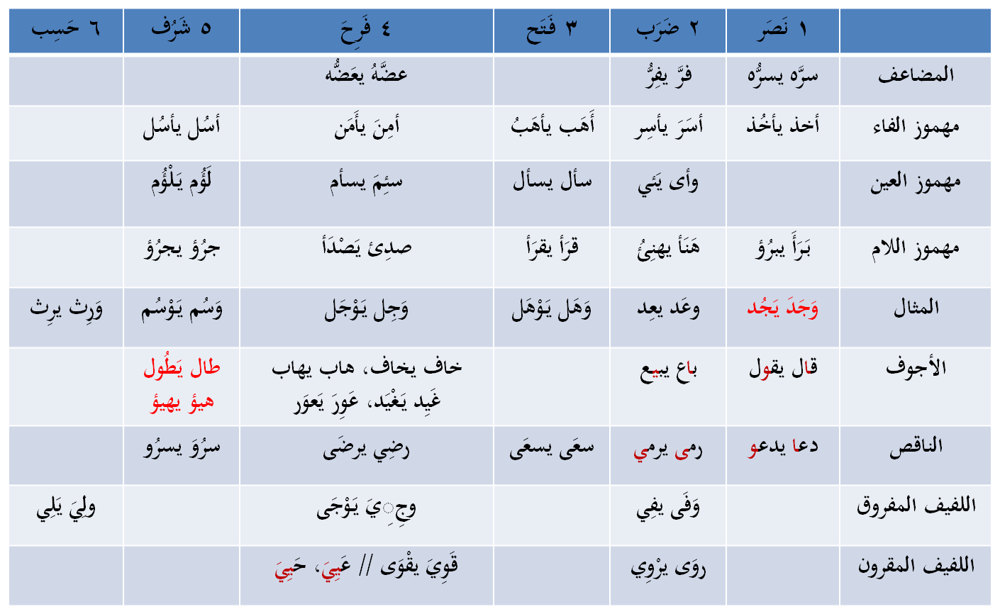 ١ نَصَر ٢ ضَرَب ٣ فَتَح ٤ فَرِحَ ٥ شَرُف ٦ حَسِب
المضاعف سرَّه يسرُّه فرَّ يفِرُّ عضَّهُ يعَضُّه
مهموز الفاء أخذ يأخُذ أسَرَ يأسِر أَهَب يأهَبُ أمِنَ يأَمَن أسُل يأسُل
مهموز العين وأى يَئي سأل يسأل سئِمَ يسأم لَؤُم يَلْؤُم
مهموز اللام بَرَأَ يبرُؤ هَنَأ يهنِئُ قرَأ يقرَأ صدِئ يَصْدَأ جرُؤ يجرُؤ
المثال وَجَدَ يَجُد وعَد يعِد وَهَل يَوْهَل وَجِل يَوْجَل وَسُم يَوْسُم وَرِث يرِث
الأجوف قال يقول باع يبيع خاف يخاف، هاب يهاب طال يَطُول
غَيِد يَغْيَد، عَوِرَ يَعوَر هيؤ يهيؤ
الناقص دعا يدعو رمى يرمي سعَى يسعَى رضِي يرضَى سرُوَ يسرُو
اللفيف المفروق وَفَى يفِي وجِ◌ِيَ يَوْجَى ولِيَ يَلِي
اللفيف المقرون روَى يرْوِي قَوِيَ يقْوَى // عَيِيَ، حَيِيَ